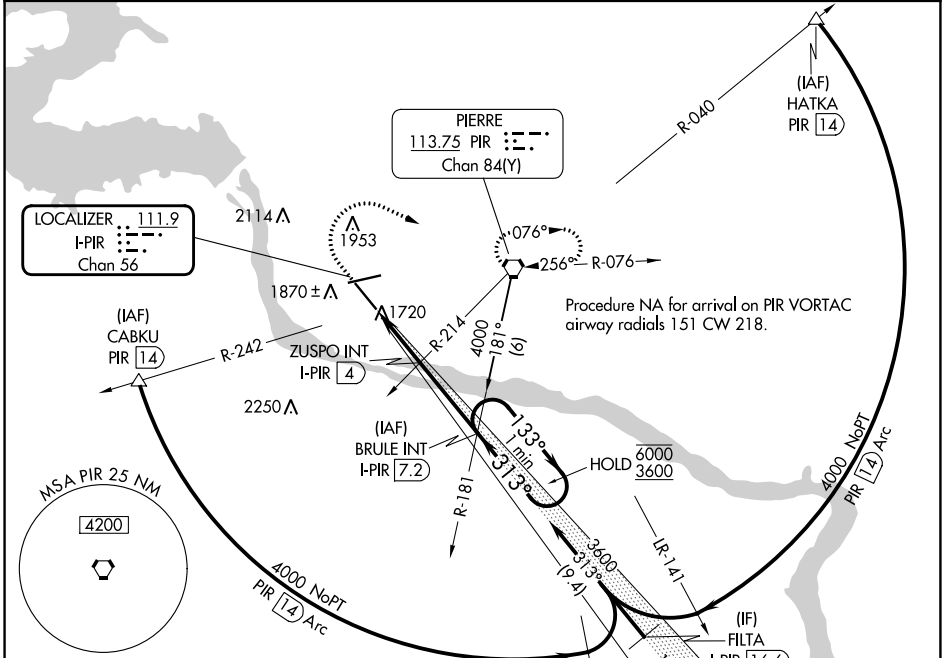 (IAF)
HATKA
PIR 14
R-040
PIERRE
113.75 PIR
Chan 84(Y)
LOCALIZER 111.9
I-PIR
Chan 56
2114
1953
076°
256° R-076
1870 ±
1720
Procedure NA for arrival on PIR VORTAC
airway radials 151 CW 218.
(IAF)
CABKU
PIR 14
R-242
ZUSPO INT
I-PIR 4
R-214
4000
181°
(6)
2250
(IAF)
BRULE INT
I-PIR 7.2
133°
1 min
313°
HOLD 6000
3600
R-181
MSA PIR 25 NM
4200
4000 NoPT
PIR 14 Arc
4000 NoPT
PIR 14 Arc
3600
313°
(9.4)
LR-141
(IF)
FILTA